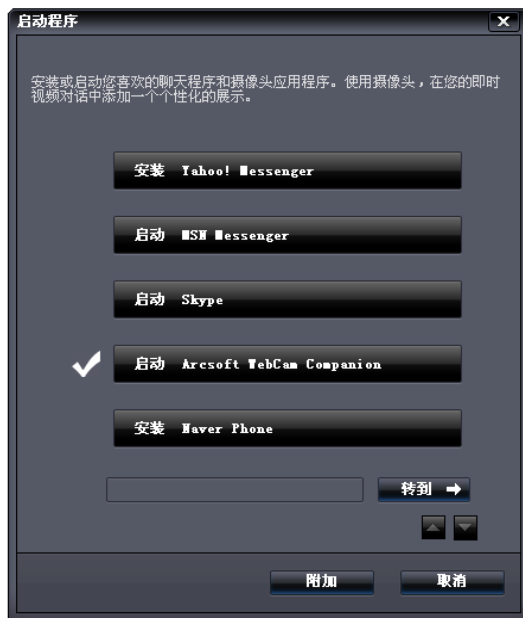 启动程序
安装或启动您喜欢的聊天程序和摄像头应用程序。使用摄像头，在您的即时
视频对话中添加一个个性化的展示。
安装 Yahoo! Messenger
启动 MSN Messenger
启动 Skype
启动 Arcsoft WebCam Companion
安装 Naver Phone
转到
附加 取消